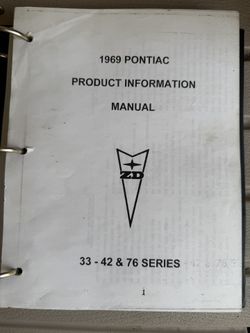 1969 PONTIAC
PRODUCT INFORMATION
MANUAL
ZD
33 - 42 & 76 SERIES
1